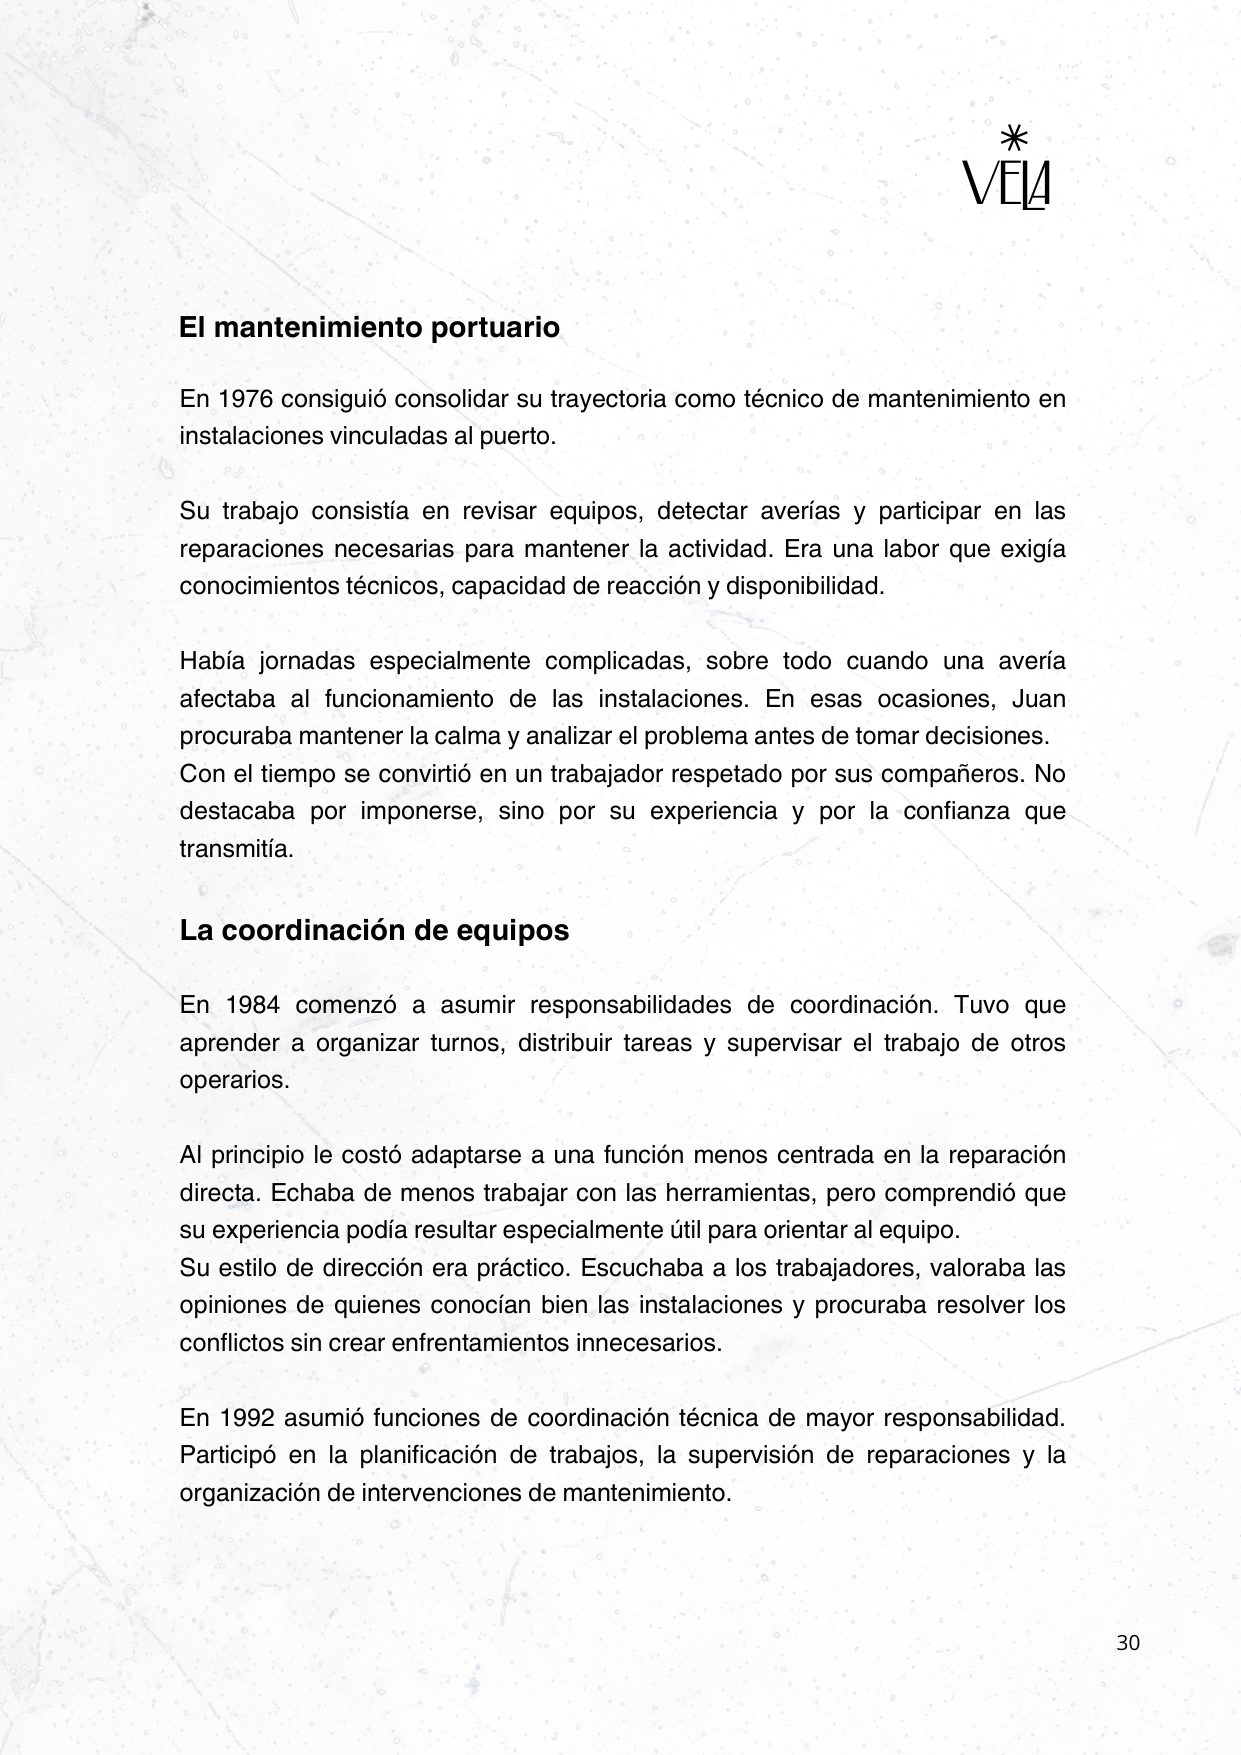 VELA
El mantenimiento portuario
En 1976 consiguió consolidar su trayectoria como técnico de mantenimiento en
instalaciones vinculadas al puerto.
Su trabajo consistía en revisar equipos, detectar averías y participar en las
reparaciones necesarias para mantener la actividad. Era una labor que exigía
conocimientos técnicos, capacidad de reacción y disponibilidad.
Había jornadas especialmente complicadas, sobre todo cuando una avería
afectaba al funcionamiento de las instalaciones. En esas ocasiones, Juan
procuraba mantener la calma y analizar el problema antes de tomar decisiones.
Con el tiempo se convirtió en un trabajador respetado por sus compañeros. No
destacaba por imponerse, sino por su experiencia y por la confianza que
transmitía.
La coordinación de equipos
En 1984 comenzó a asumir responsabilidades de coordinación. Tuvo que
aprender a organizar turnos, distribuir tareas y supervisar el trabajo de otros
operarios.
Al principio le costó adaptarse a una función menos centrada en la reparación
directa. Echaba de menos trabajar con las herramientas, pero comprendió que
su experiencia podía resultar especialmente útil para orientar al equipo.
Su estilo de dirección era práctico. Escuchaba a los trabajadores, valoraba las
opiniones de quienes conocían bien las instalaciones y procuraba resolver los
conflictos sin crear enfrentamientos innecesarios.
En 1992 asumió funciones de coordinación técnica de mayor responsabilidad.
Participó en la planificación de trabajos, la supervisión de reparaciones y la
organización de intervenciones de mantenimiento.
30